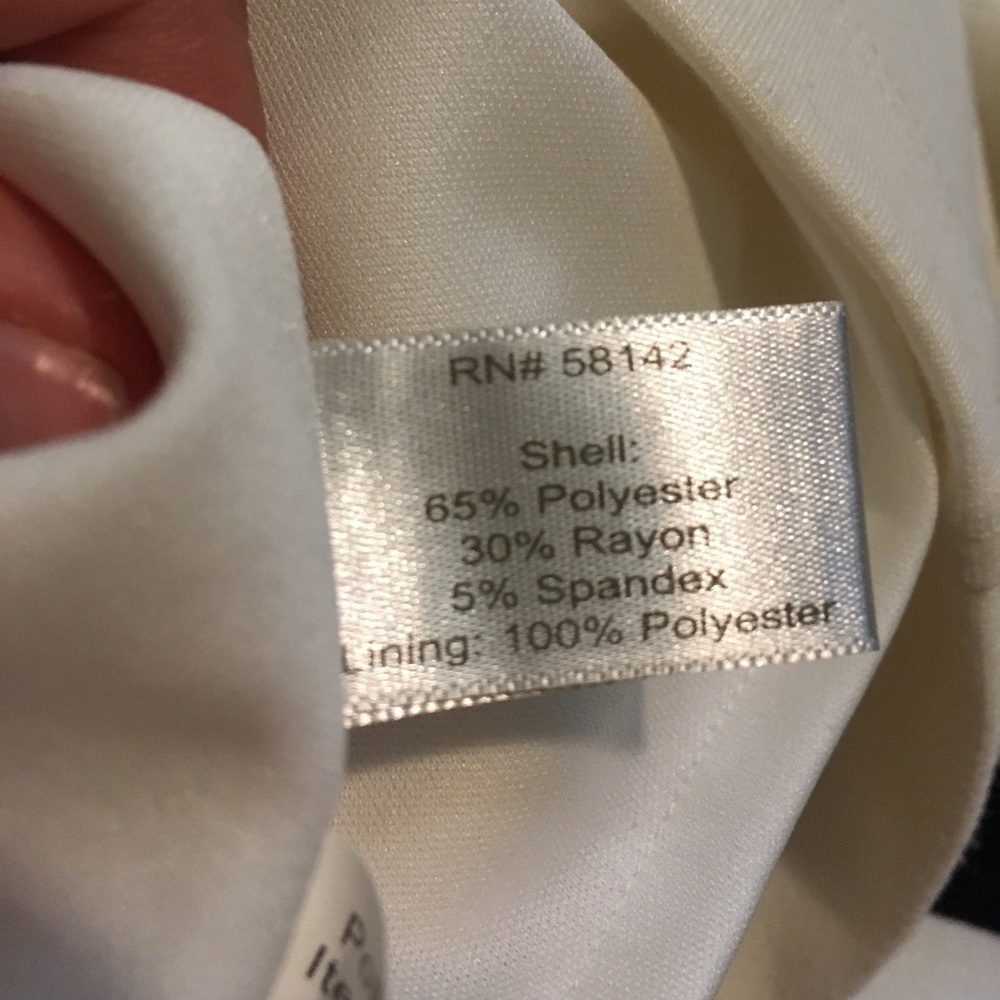 RN# 58142
Shell:
65% Polyester
30% Rayon
5% Spandex
Lining: 100% Polyester